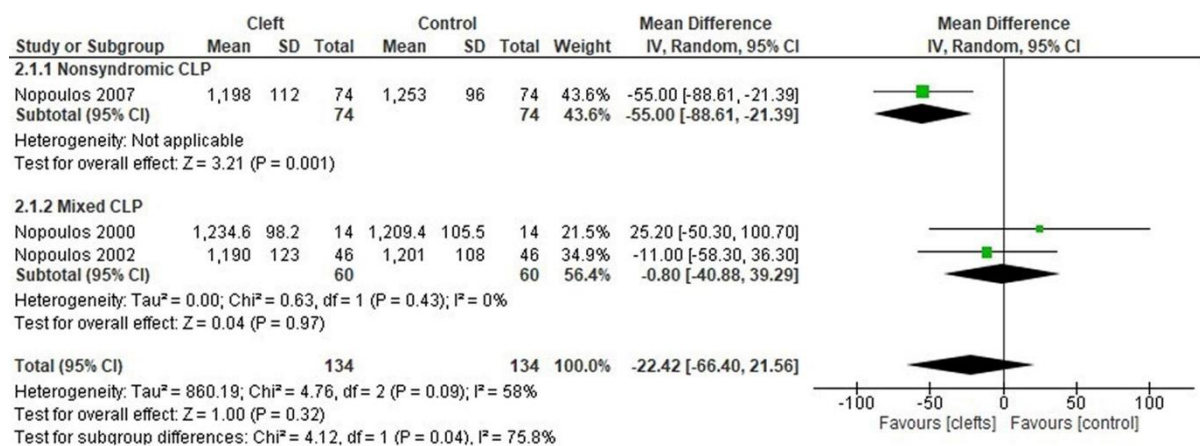 Cleft Control Mean Difference Mean Difference
Study or Subgroup Mean SD Total Mean SD Total Weight IV, Random, 95% CI IV, Random, 95% CI
2.1.1 Nonsyndromic CLP
Nopoulos 2007 1,198 112 74 1,253 96 74 43.6% -55.00 [-88.61, -21.39]
Subtotal (95% CI) 74 74 43.6% -55.00 [-88.61, -21.39]
Heterogeneity: Not applicable
Test for overall effect: Z = 3.21 (P = 0.001)
2.1.2 Mixed CLP
Nopoulos 2000 1,234.6 98.2 14 1,209.4 105.5 14 21.5% 25.20 [-50.30, 100.70]
Nopoulos 2002 1,190 123 46 1,201 108 46 34.9% -11.00 [-58.30, 36.30]
Subtotal (95% CI) 60 60 56.4% -0.80 [-40.88, 39.29]
Heterogeneity: Tau² = 0.00; Chi² = 0.63, df = 1 (P = 0.43); I² = 0%
Test for overall effect: Z = 0.04 (P = 0.97)
Total (95% CI) 134 134 100.0% -22.42 [-66.40, 21.56]
Heterogeneity: Tau² = 860.19; Chi² = 4.76, df = 2 (P = 0.09); I² = 58%
Test for overall effect: Z = 1.00 (P = 0.32)
Test for subgroup differences: Chi² = 4.12, df = 1 (P = 0.04), I² = 75.8%
-100 -50 0 50 100
Favours [clefts] Favours [control]